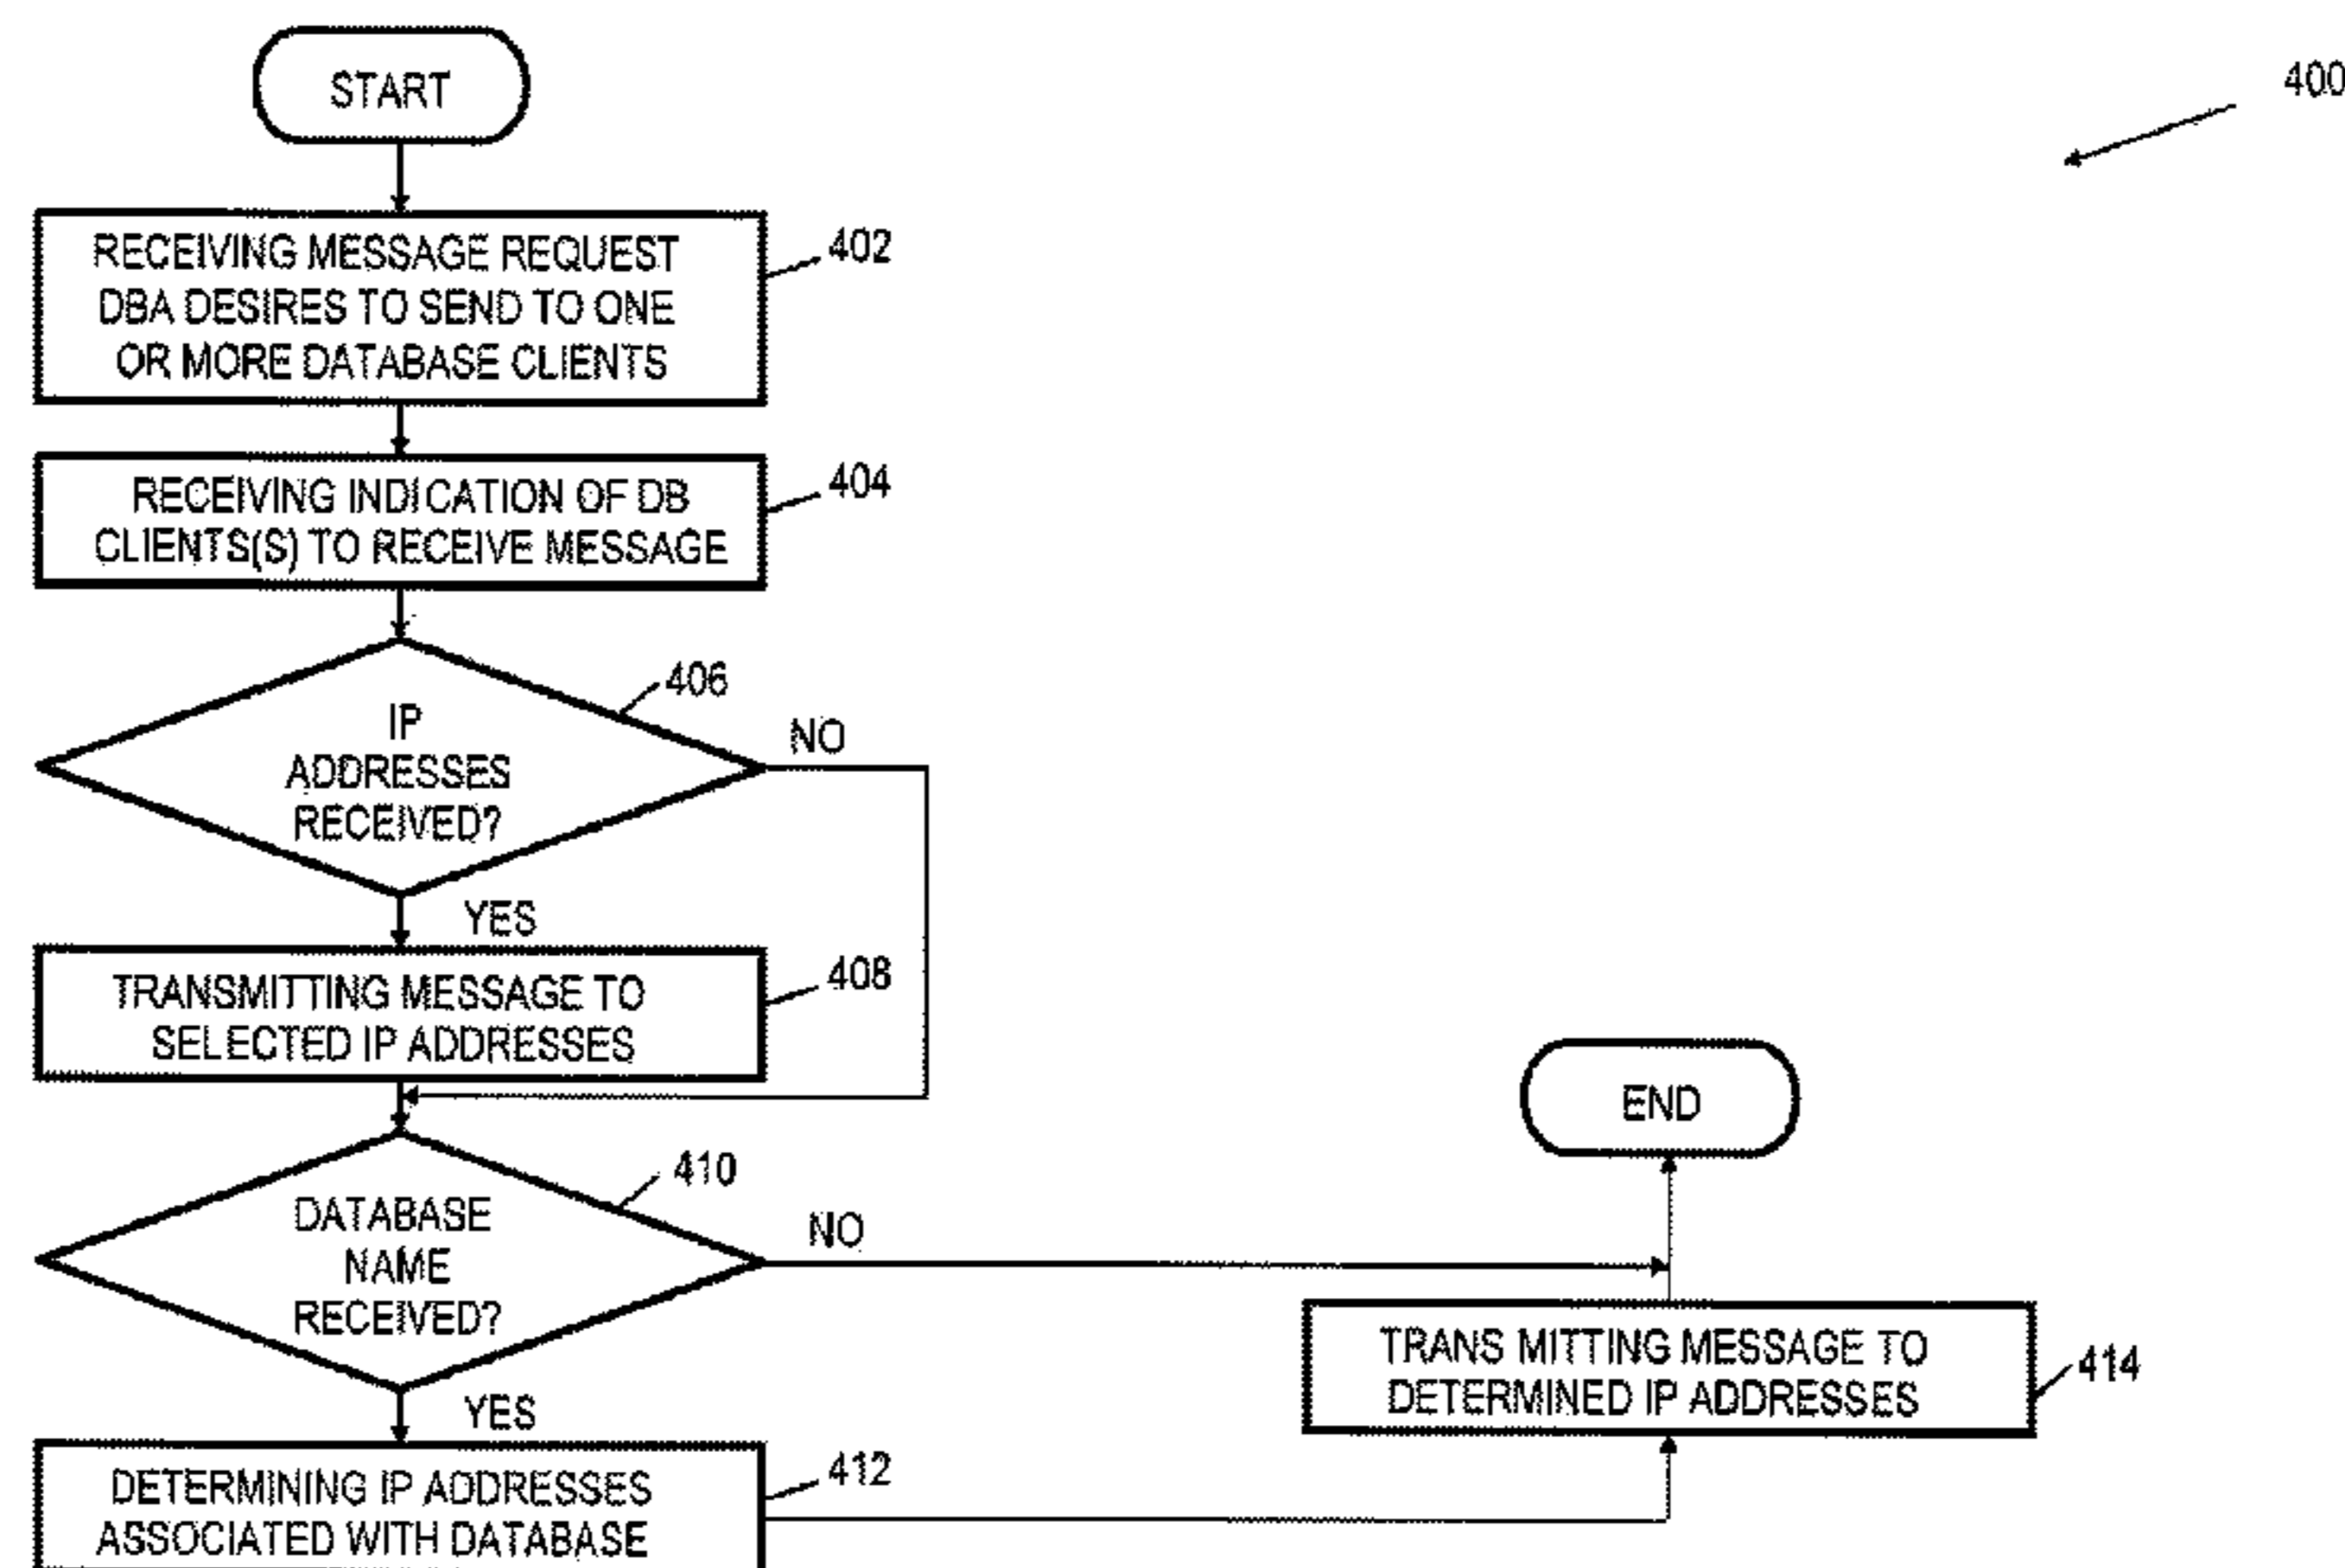 START
400
RECEIVING MESSAGE REQUEST
DBA DESIRES TO SEND TO ONE
OR MORE DATABASE CLIENTS
402
RECEIVING INDICATION OF DB
CLIENTS(S) TO RECEIVE MESSAGE
404
IP
ADDRESSES
RECEIVED?
406
NO
YES
TRANSMITTING MESSAGE TO
SELECTED IP ADDRESSES
408
DATABASE
NAME
RECEIVED?
410
NO
YES
DETERMINING IP ADDRESSES
ASSOCIATED WITH DATABASE
412
TRANS MITTING MESSAGE TO
DETERMINED IP ADDRESSES
414
END